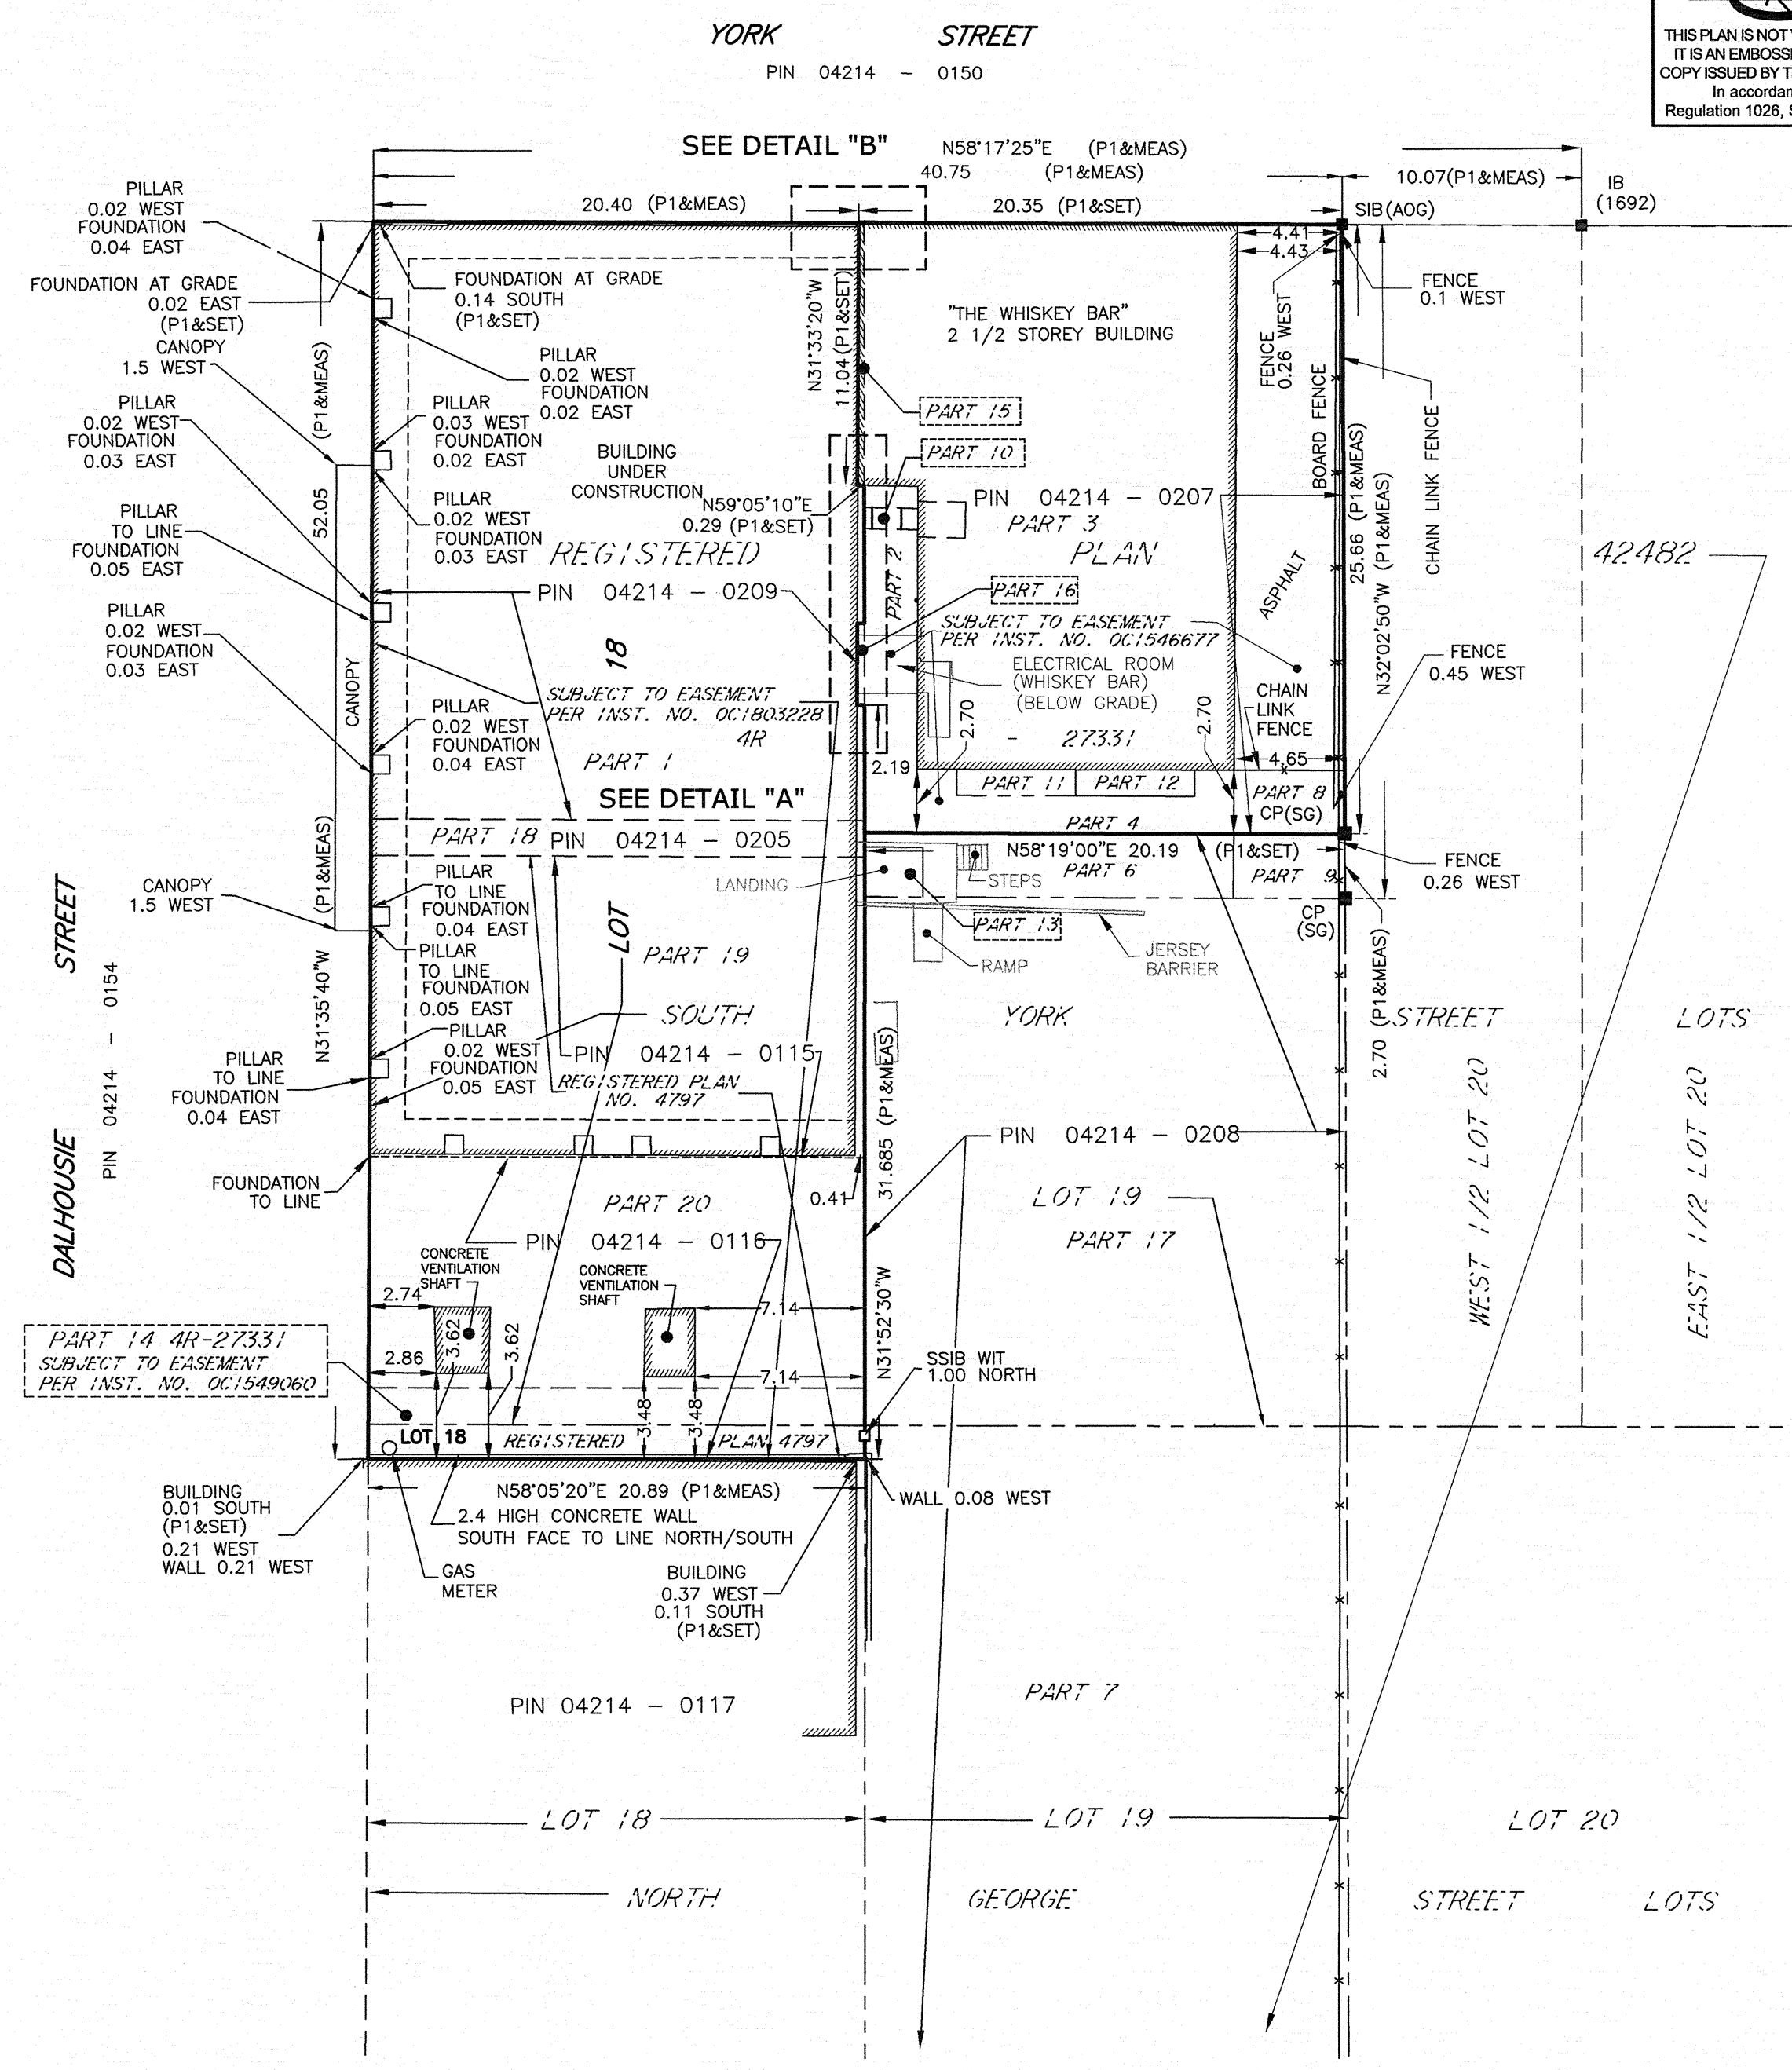 YORK STREET
PIN 04214 - 0150
THIS PLAN IS NOT
IT IS AN EMBOSS
COPY ISSUED BY T
In accordan
Regulation 1026,
SEE DETAIL "B"
N58°17'25"E (P1&MEAS)
40.75 (P1&MEAS)
10.07(P1&MEAS)
IB
(1692)
20.40 (P1&MEAS)
20.35 (P1&SET)
SIB(AOG)
PILLAR
0.02 WEST
FOUNDATION
0.04 EAST
FOUNDATION AT GRADE
0.02 EAST
(P1&SET)
CANOPY
1.5 WEST
PILLAR
0.02 WEST
FOUNDATION
0.03 EAST
PILLAR
TO LINE
FOUNDATION
0.05 EAST
PILLAR
0.02 WEST
FOUNDATION
0.03 EAST
CANOPY
1.5 WEST
(P1&MEAS)
52.05
CANOPY
(P1&MEAS)
N31°35'40"W
DALHOUSIE STREET
PIN 04214 - 0154
FOUNDATION AT GRADE
0.14 SOUTH
(P1&SET)
PILLAR
0.02 WEST
FOUNDATION
0.02 EAST
PILLAR
0.03 WEST
FOUNDATION
0.02 EAST
BUILDING
UNDER
CONSTRUCTION
PILLAR
0.02 WEST
FOUNDATION
0.03 EAST
N59°05'10"E
0.29 (P1&SET)
N31°33'20"W
11.04(P1&SET)
REGISTERED PLAN 42482
PIN 04214 - 0209
18
SUBJECT TO EASEMENT
PER INST. NO. OC1803228
4R - 27331
PILLAR
0.02 WEST
FOUNDATION
0.04 EAST
PART 1
SEE DETAIL "A"
PART 18 PIN 04214 - 0205
PILLAR
TO LINE
FOUNDATION
0.04 EAST
LOT
PART 19
PILLAR
TO LINE
FOUNDATION
0.05 EAST
SOUTH YORK STREET LOTS
PILLAR
0.02 WEST
FOUNDATION
0.05 EAST
PIN 04214 - 0115
REGISTERED PLAN
NO. 4797
PILLAR
TO LINE
FOUNDATION
0.04 EAST
FOUNDATION
TO LINE
"THE WHISKEY BAR"
2 1/2 STOREY BUILDING
4.41
4.43
FENCE
0.26 WEST
BOARD FENCE
FENCE
0.1 WEST
CHAIN LINK FENCE
25.66 (P1&MEAS)
N32°02'50"W (P1&MEAS)
PART 15
PART 10
PIN 04214 - 0207
PART 3
PART 2
ASPHALT
PART 16
SUBJECT TO EASEMENT
PER INST. NO. OC1546677
ELECTRICAL ROOM
(WHISKEY BAR)
(BELOW GRADE)
CHAIN
LINK
FENCE
FENCE
0.45 WEST
2.70
2.70
2.19
4.65
PART 11
PART 12
PART 8
CP(SG)
PART 4
N58°19'00"E 20.19 (P1&SET)
PART 6
PART 9
FENCE
0.26 WEST
LANDING
STEPS
CP
(SG)
PART 13
RAMP
JERSEY
BARRIER
2.70 (P1&MEAS)
31.685 (P1&MEAS)
PIN 04214 - 0208
WEST 1/2 LOT 20
EAST 1/2 LOT 20
LOT 19
PART 17
0.41
PART 20
PIN 04214 - 0116
CONCRETE
VENTILATION
SHAFT
CONCRETE
VENTILATION
SHAFT
2.74
7.14
3.62
3.62
2.86
7.14
3.48
3.48
N31°52'30"W
PART 14 4R-27331
SUBJECT TO EASEMENT
PER INST. NO. OC1549060
SSIB WIT
1.00 NORTH
LOT 18 REGISTERED PLAN 4797
N58°05'20"E 20.89 (P1&MEAS)
WALL 0.08 WEST
BUILDING
0.01 SOUTH
(P1&SET)
0.21 WEST
WALL 0.21 WEST
2.4 HIGH CONCRETE WALL
SOUTH FACE TO LINE NORTH/SOUTH
GAS
METER
BUILDING
0.37 WEST
0.11 SOUTH
(P1&SET)
PIN 04214 - 0117
PART 7
LOT 18
LOT 19
LOT 20
NORTH GEORGE STREET LOTS